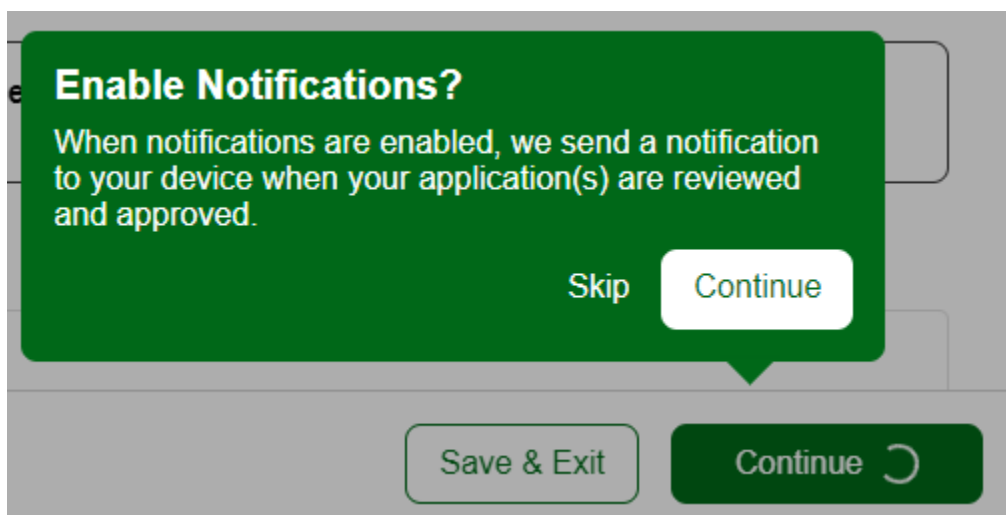 e
Enable Notifications?
When notifications are enabled, we send a notification
to your device when your application(s) are reviewed
and approved.
Skip
Continue
Save & Exit
Continue